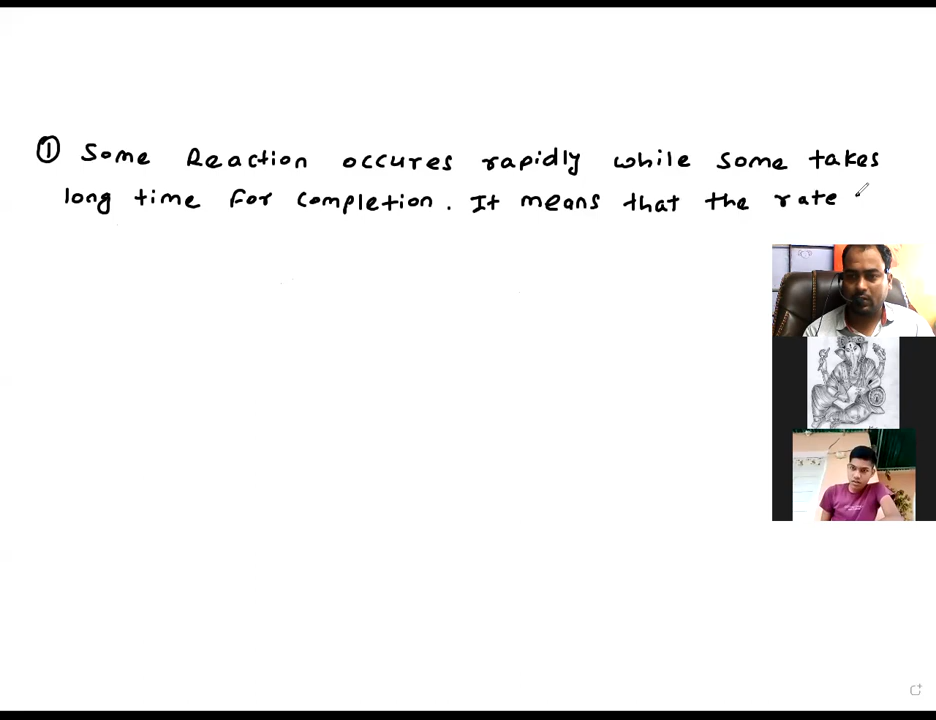 ① Some Reaction occures rapidly while some takes
long time for completion. It means that the rate